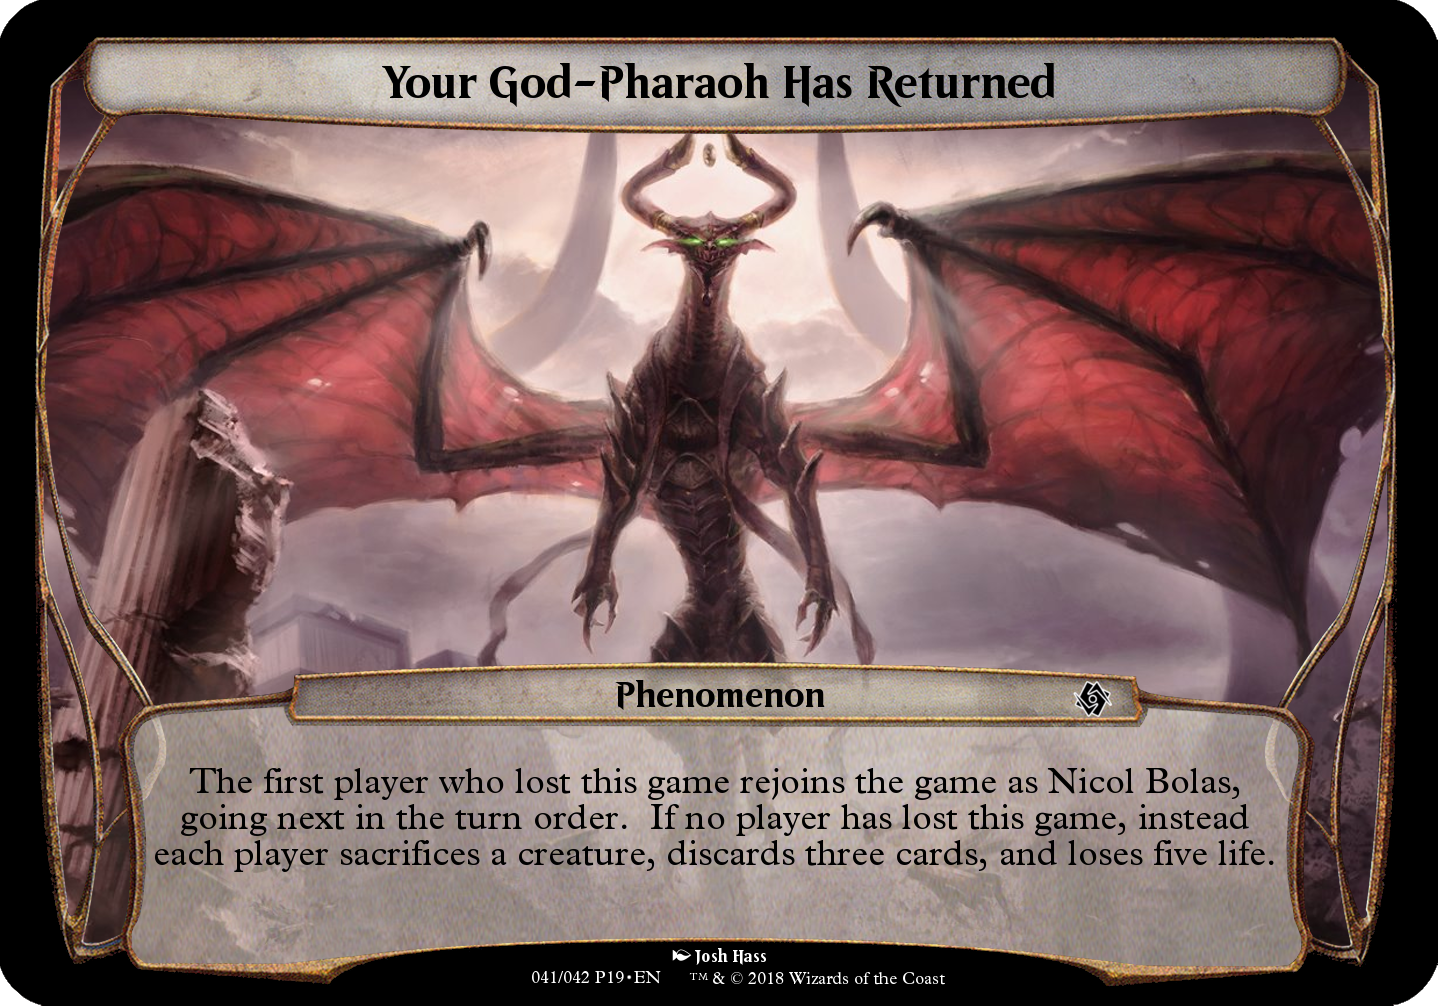 Your God-Pharaoh Has Returned
Phenomenon
The first player who lost this game rejoins the game as Nicol Bolas,
going next in the turn order.  If no player has lost this game, instead
each player sacrifices a creature, discards three cards, and loses five life.
Josh Hass
041/042 P19•EN ™ & © 2018 Wizards of the Coast